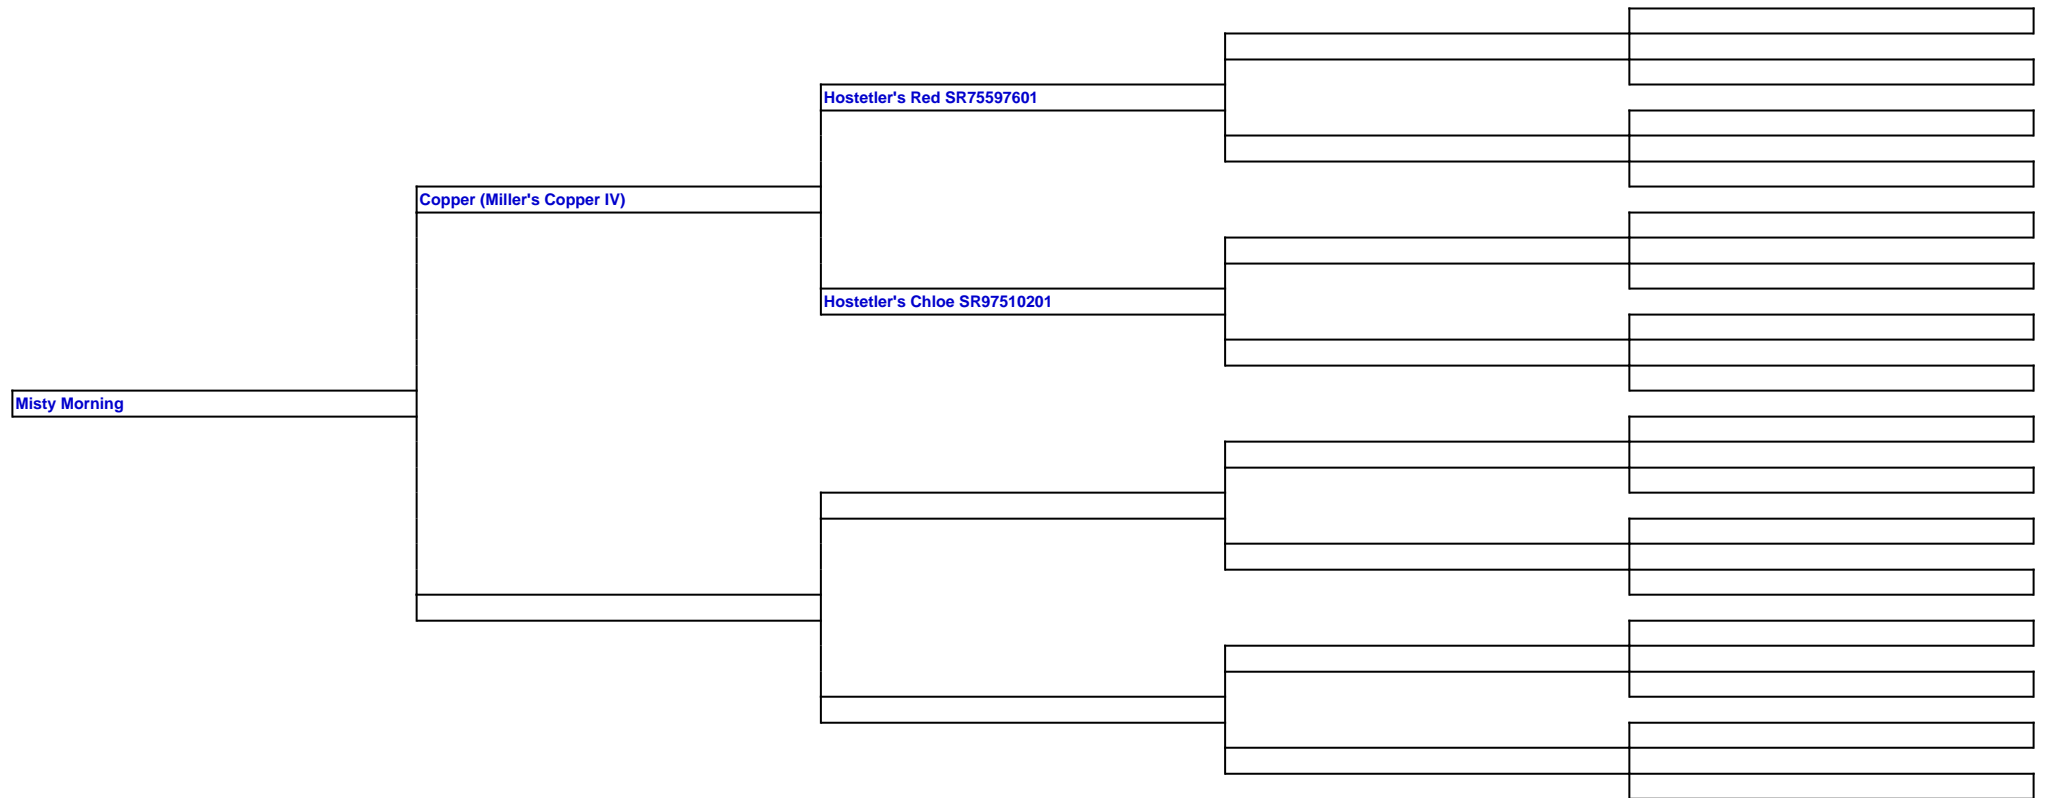 Hostetler's Red SR75597601
Copper (Miller's Copper IV)
Hostetler's Chloe SR97510201
Misty Morning